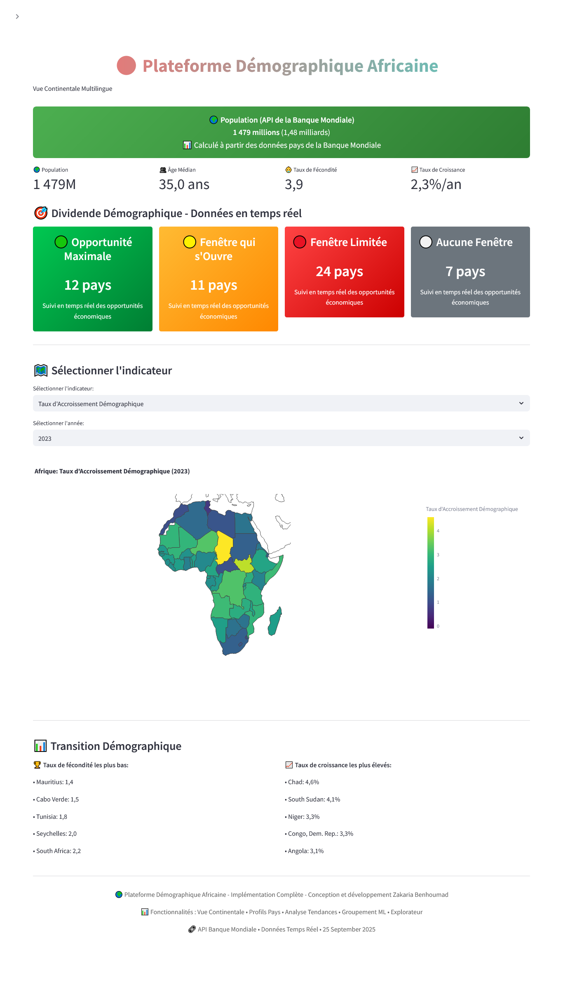 Plateforme Démographique Africaine
Vue Continentale Multilingue
Population (API de la Banque Mondiale)
1 479 millions (1,48 milliards)
Calculé à partir des données pays de la Banque Mondiale
Population
1 479M
Âge Médian
35,0 ans
Taux de Fécondité
3,9
Taux de Croissance
2,3%/an
Dividende Démographique - Données en temps réel
Opportunité
Maximale
12 pays
Suivi en temps réel des opportunités
économiques
Fenêtre qui
s'Ouvre
11 pays
Suivi en temps réel des opportunités
économiques
Fenêtre Limitée
24 pays
Suivi en temps réel des opportunités
économiques
Aucune Fenêtre
7 pays
Suivi en temps réel des opportunités
économiques
Sélectionner l'indicateur
Sélectionner l'indicateur:
Taux d'Accroissement Démographique
Sélectionner l'année:
2023
Afrique: Taux d'Accroissement Démographique (2023)
Taux d'Accroissement Démographique
4
3
2
1
0
Transition Démographique
Taux de fécondité les plus bas:
• Mauritius: 1,4
• Cabo Verde: 1,5
• Tunisia: 1,8
• Seychelles: 2,0
• South Africa: 2,2
Taux de croissance les plus élevés:
• Chad: 4,6%
• South Sudan: 4,1%
• Niger: 3,3%
• Congo, Dem. Rep.: 3,3%
• Angola: 3,1%
Plateforme Démographique Africaine - Implémentation Complète - Conception et développement Zakaria Benhoumad
Fonctionnalités : Vue Continentale • Profils Pays • Analyse Tendances • Groupement ML • Explorateur
API Banque Mondiale • Données Temps Réel • 25 September 2025